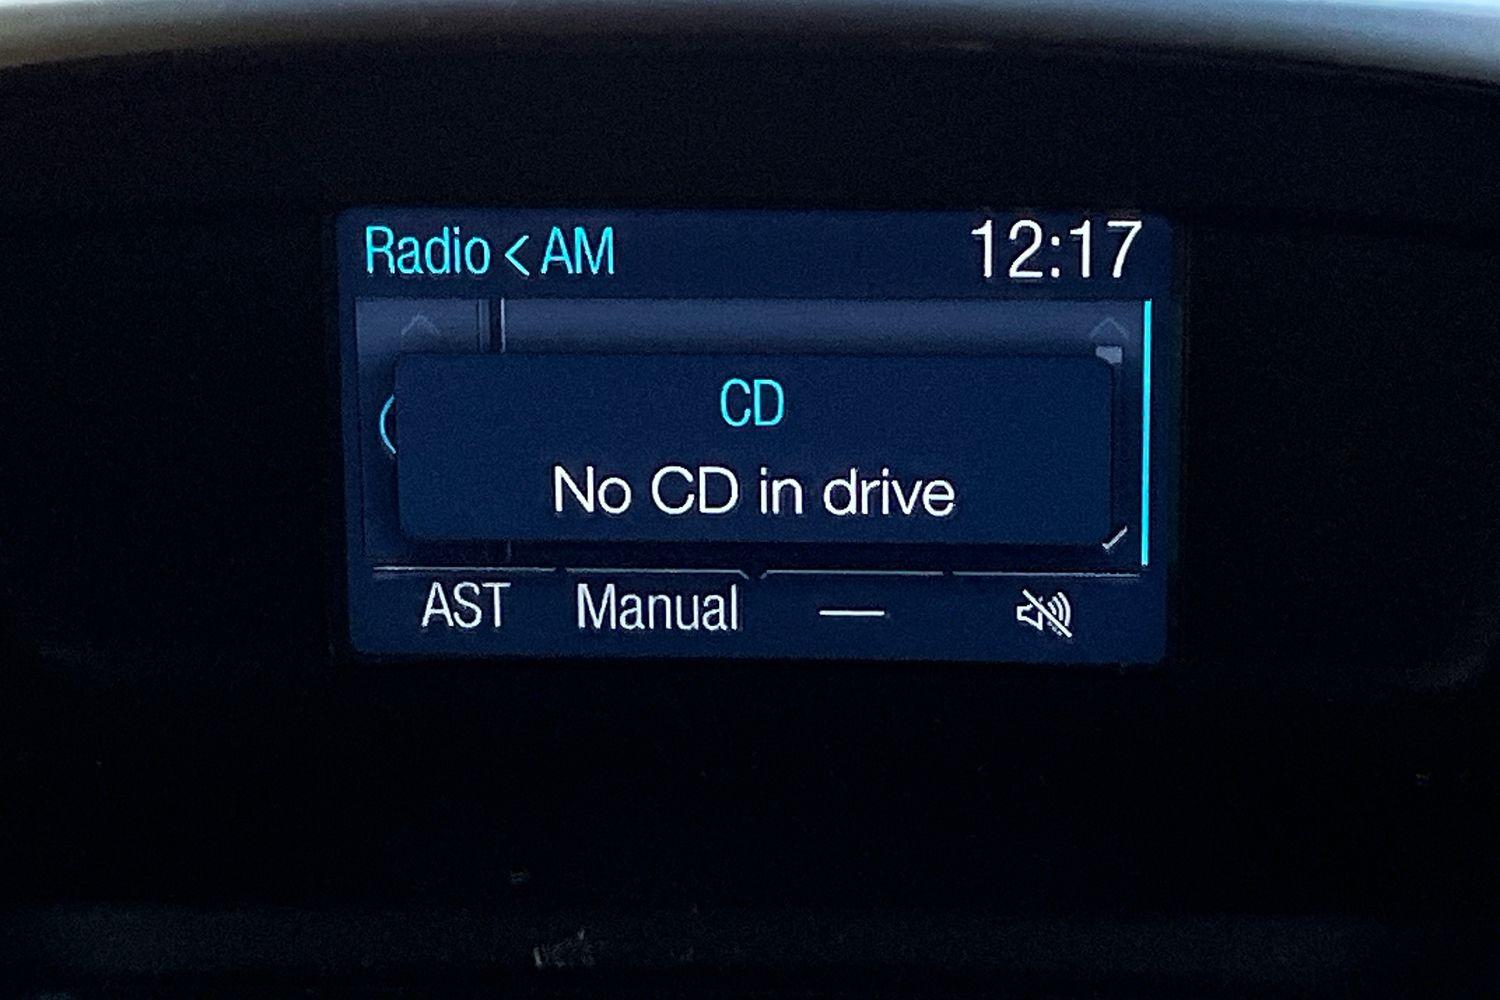 Radio < AM 12:17
CD
No CD in drive
AST Manual —